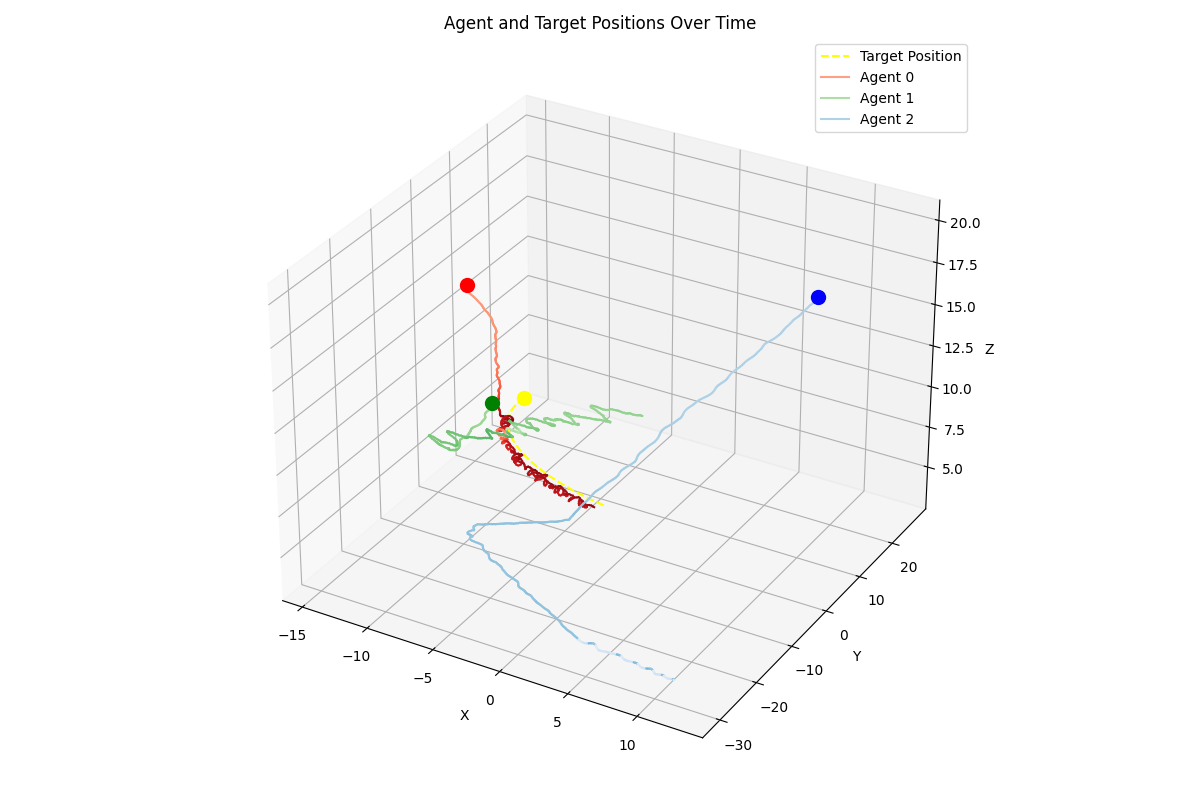 Agent and Target Positions Over Time
Target Position
Agent 0
Agent 1
Agent 2
20.0
17.5
15.0
12.5
Z
10.0
7.5
5.0
20
10
0
Y
−10
−20
−30
−15
−10
−5
0
X
5
10